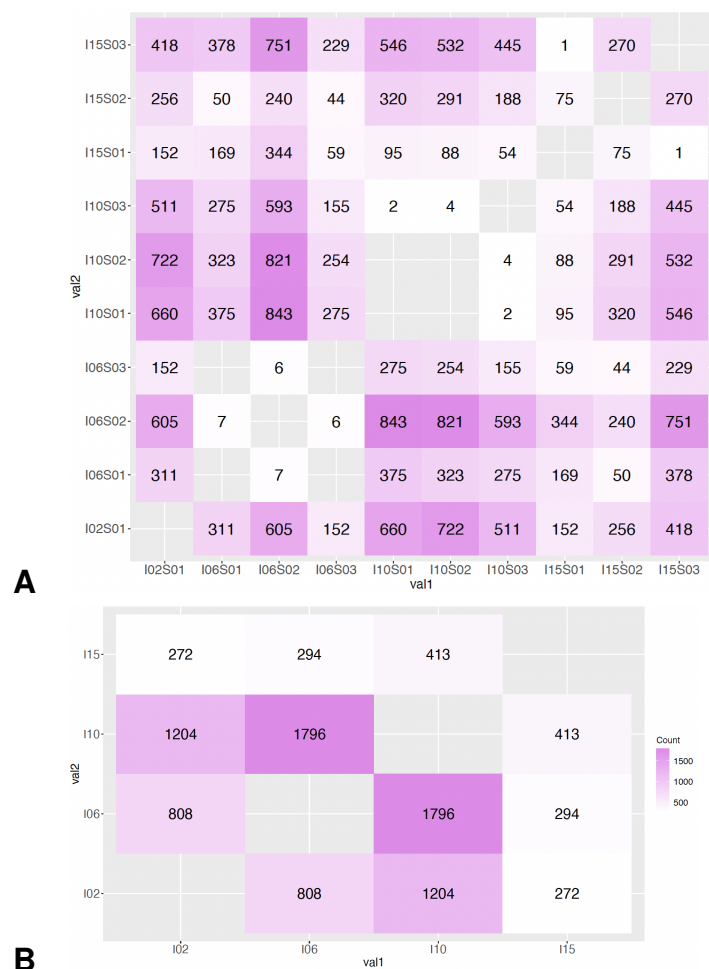 I15S03 418 378 751 229 546 532 445 1 270
I15S02 256 50 240 44 320 291 188 75 270
I15S01 152 169 344 59 95 88 54 75 1
I10S03 511 275 593 155 2 4 54 188 445
I10S02 722 323 821 254 4 88 291 532
val2
I10S01 660 375 843 275 2 95 320 546
I06S03 152 6 275 254 155 59 44 229
I06S02 605 7 6 843 821 593 344 240 751
I06S01 311 7 375 323 275 169 50 378
I02S01 311 605 152 660 722 511 152 256 418
I02S01 I06S01 I06S02 I06S03 I10S01 I10S02 I10S03 I15S01 I15S02 I15S03
val1
A
I15 272 294 413
I10 1204 1796 413
val2
I06 808 1796 294
I02 808 1204 272
I02 I06 I10 I15
val1
Count
1500
1000
500
B